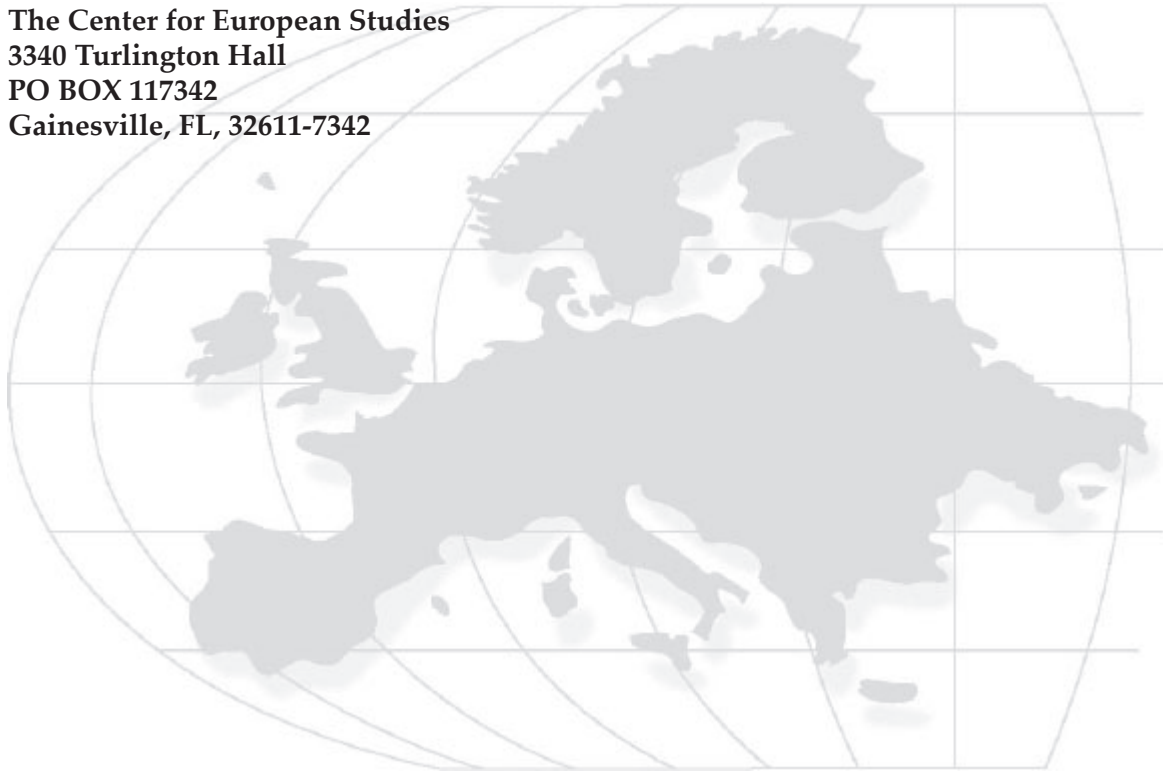 The Center for European Studies
3340 Turlington Hall
PO BOX 117342
Gainesville, FL, 32611-7342